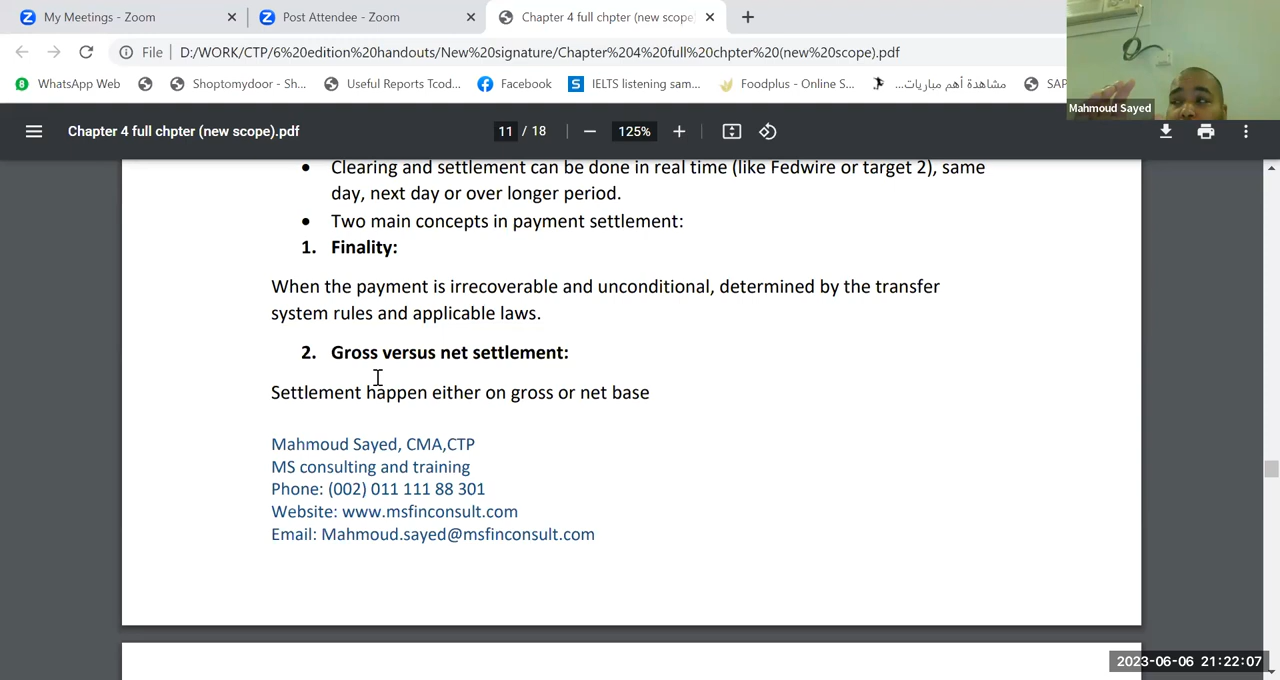 My Meetings - Zoom
Post Attendee - Zoom
Chapter 4 full chpter (new scope
File
D:/WORK/CTP/6%20edition%20handouts/New%20signature/Chapter%204%20full%20chpter%20(new%20scope).pdf
WhatsApp Web
Shoptomydoor - Sh...
Useful Reports Tcod...
Facebook
IELTS listening sam...
Foodplus - Online S...
مشاهدة أهم مباريات...
SAP
Mahmoud Sayed
Chapter 4 full chpter (new scope).pdf
11 / 18
125%
• Clearing and settlement can be done in real time (like Fedwire or target 2), same
day, next day or over longer period.
• Two main concepts in payment settlement:
1. Finality:
When the payment is irrecoverable and unconditional, determined by the transfer
system rules and applicable laws.
2. Gross versus net settlement:
Settlement happen either on gross or net base
Mahmoud Sayed, CMA,CTP
MS consulting and training
Phone: (002) 011 111 88 301
Website: www.msfinconsult.com
Email: Mahmoud.sayed@msfinconsult.com
2023-06-06 21:22:07